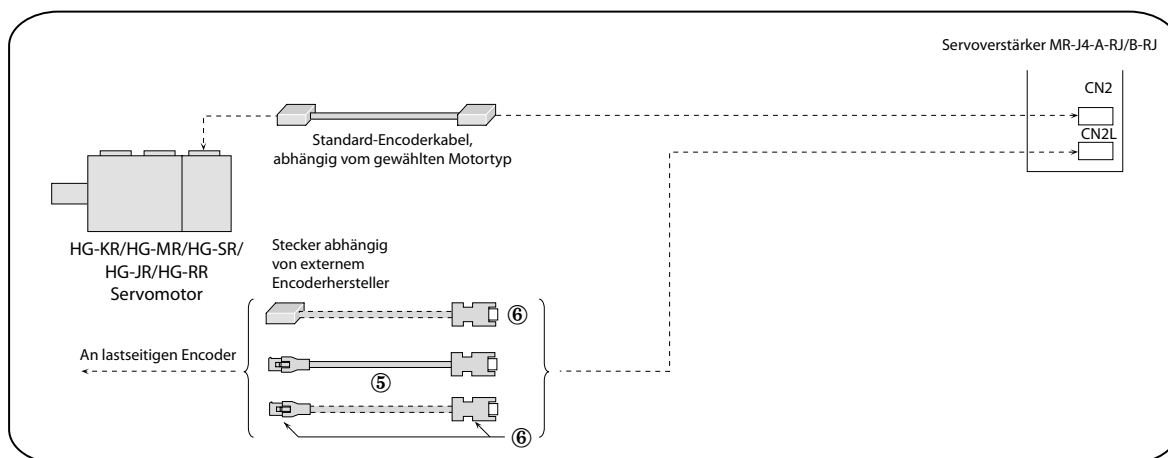 Servoverstärker MR-J4-A-RJ/B-RJ
CN2
CN2L
Standard-Encoderkabel,
abhängig vom gewählten Motortyp
HG-KR/HG-MR/HG-SR/
HG-JR/HG-RR
Servomotor
Stecker abhängig
von externem
Encoderhersteller
⑥
An lastseitigen Encoder
⑤
⑥